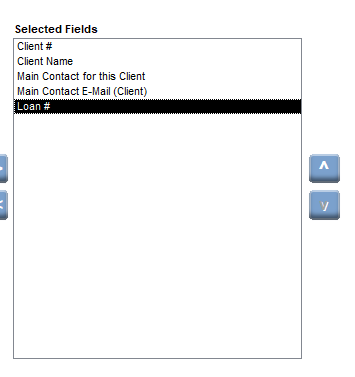 Selected Fields
Client #
Client Name
Main Contact for this Client
Main Contact E-Mail (Client)
Loan #
^
y